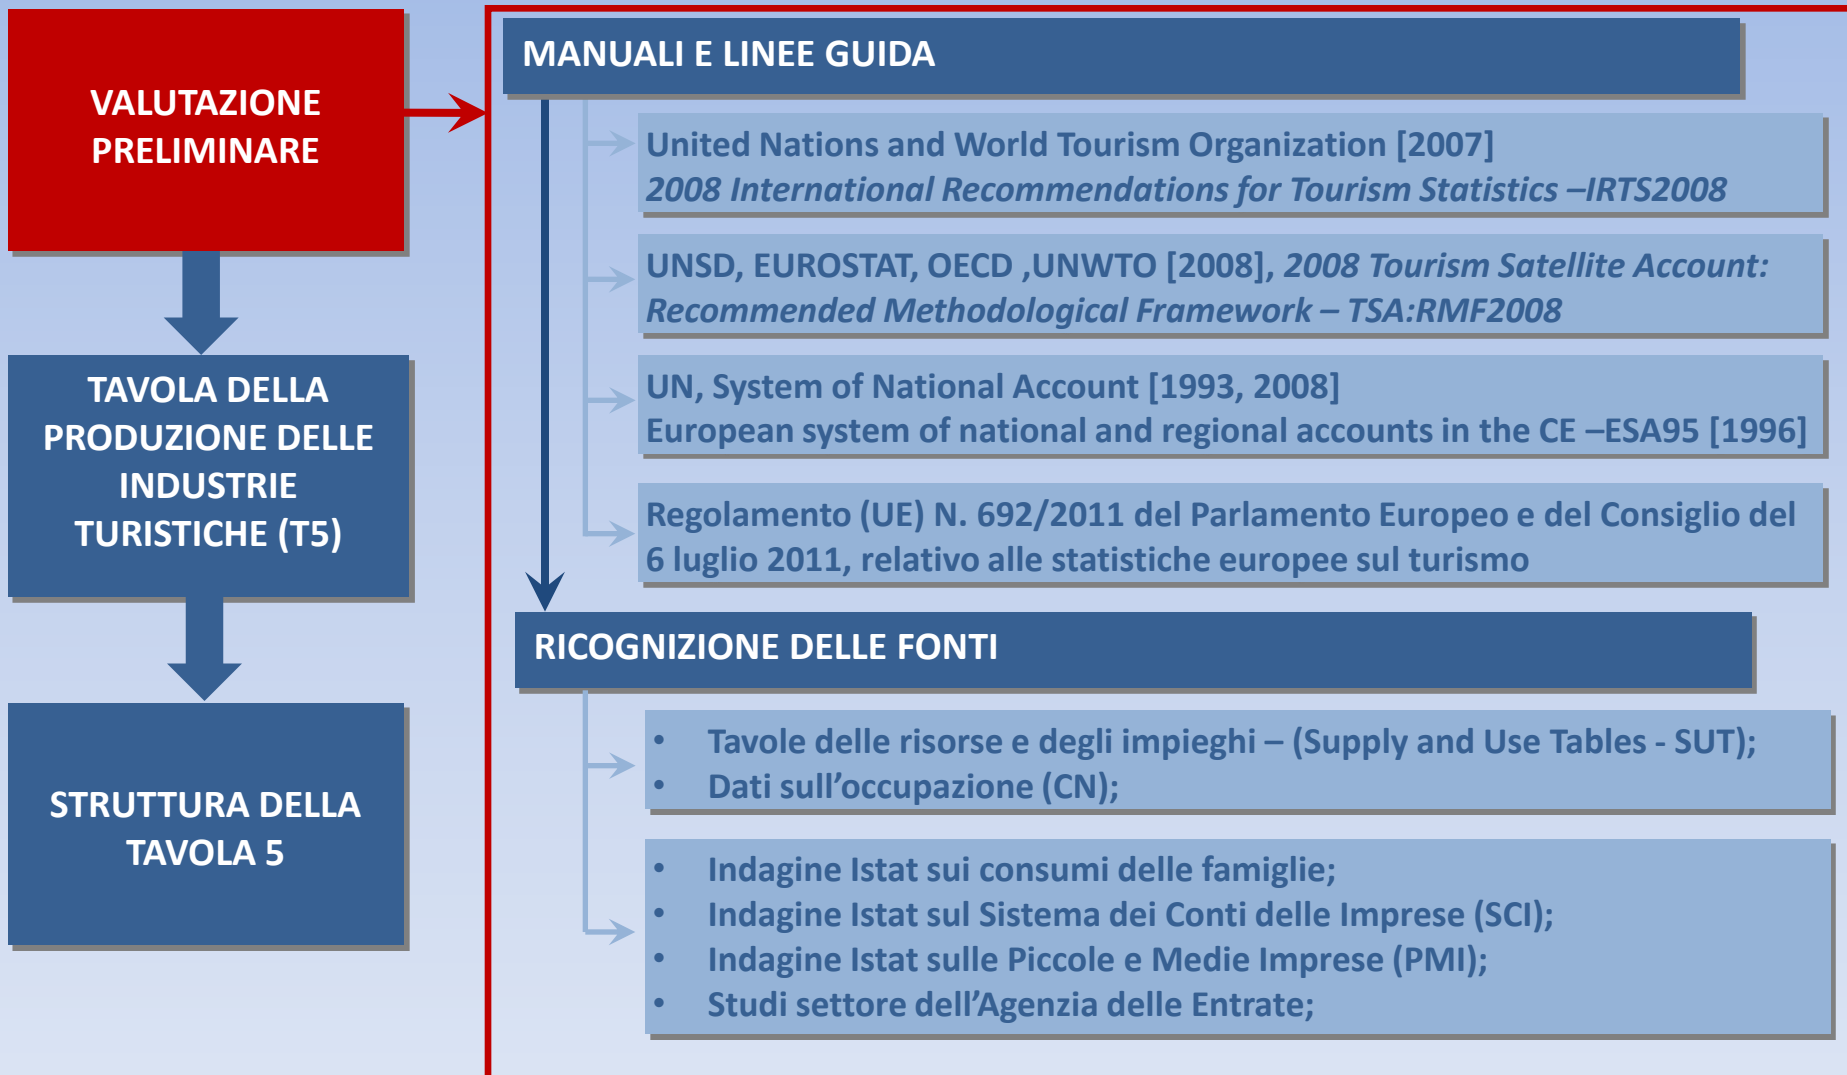 VALUTAZIONE
PRELIMINARE
TAVOLA DELLA
PRODUZIONE DELLE
INDUSTRIE
TURISTICHE (T5)
STRUTTURA DELLA
TAVOLA 5
MANUALI E LINEE GUIDA
United Nations and World Tourism Organization [2007]
2008 International Recommendations for Tourism Statistics –IRTS2008
UNSD, EUROSTAT, OECD ,UNWTO [2008], 2008 Tourism Satellite Account:
Recommended Methodological Framework – TSA:RMF2008
UN, System of National Account [1993, 2008]
European system of national and regional accounts in the CE –ESA95 [1996]
Regolamento (UE) N. 692/2011 del Parlamento Europeo e del Consiglio del
6 luglio 2011, relativo alle statistiche europee sul turismo
RICOGNIZIONE DELLE FONTI
• Tavole delle risorse e degli impieghi – (Supply and Use Tables - SUT);
• Dati sull’occupazione (CN);
• Indagine Istat sui consumi delle famiglie;
• Indagine Istat sul Sistema dei Conti delle Imprese (SCI);
• Indagine Istat sulle Piccole e Medie Imprese (PMI);
• Studi settore dell’Agenzia delle Entrate;